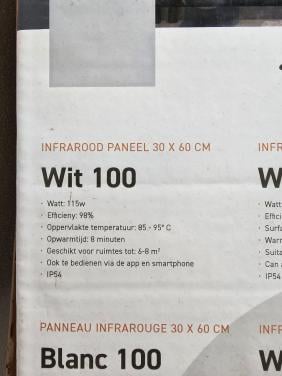 INFRAROOD PANEEL 30 X 60 CM
Wit 100
· Watt: 115w
· Efficieny: 98%
· Oppervlakte temperatuur: 85 - 95° C
· Opwarmtijd: 8 minuten
· Geschikt voor ruimtes tot: 6-8 m²
· Ook te bedienen via de app en smartphone
· IP54
PANNEAU INFRAROUGE 30 X 60 CM
Blanc 100
INFR
W
· Watt
· Effici
· Surfa
· Warm
· Suita
· Can a
· IP54
INFR
W